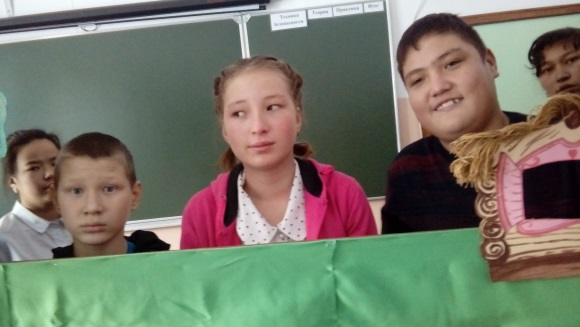 Техника
безопасности
Теория
Практика
Итог